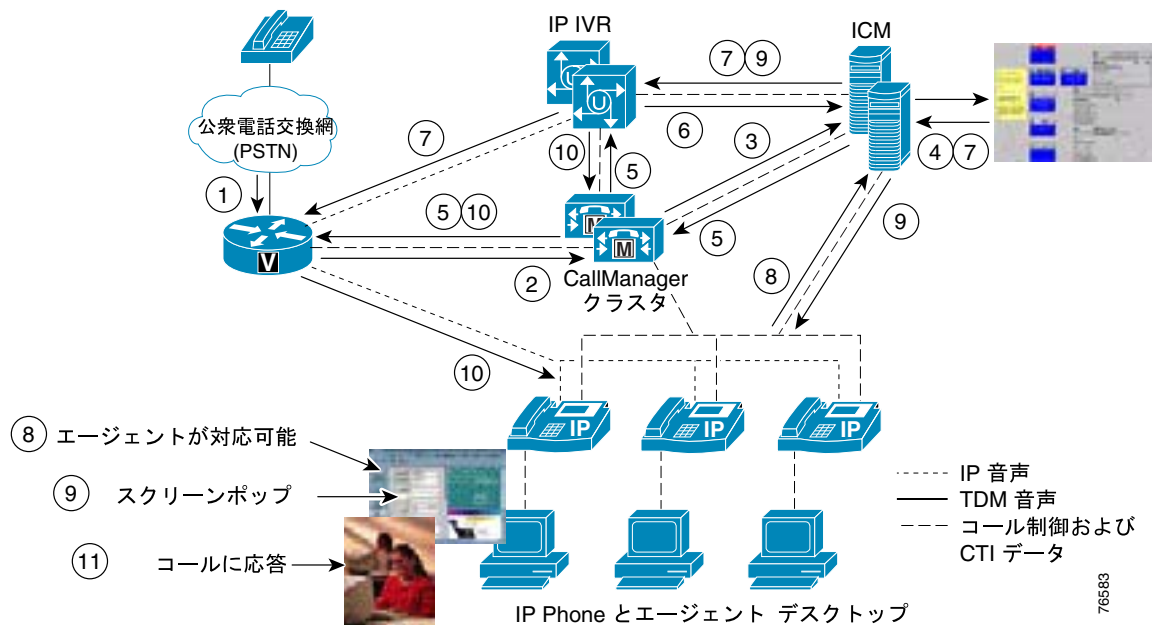 IP IVR
ICM
公衆電話交換網
(PSTN)
7 9
6
3
4 7
7
10
5
1
5 10
2
5
9
8
V
U
U
M
M
CallManager
クラスタ
10
IP
IP
IP
8 エージェントが対応可能
9 スクリーンポップ
11 コールに応答
IP 音声
TDM 音声
コール制御および
CTI データ
IP Phone とエージェント デスクトップ
76583